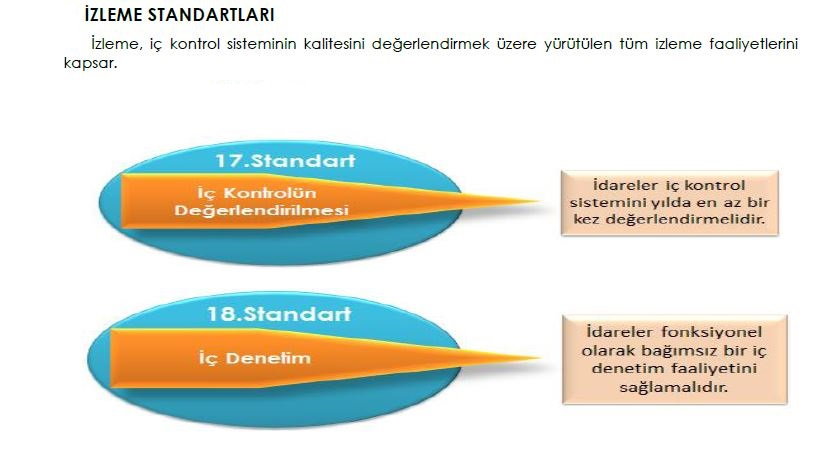 İZLEME STANDARTLARI
İzleme, iç kontrol sisteminin kalitesini değerlendirmek üzere yürütülen tüm izleme faaliyetlerini
kapsar.
17.Standart
İç Kontrolün
Değerlendirilmesi
İdareler iç kontrol
sistemini yılda en az bir
kez değerlendirmelidir.
18.Standart
İç Denetim
İdareler fonksiyonel
olarak bağımsız bir iç
denetim faaliyetini
sağlamalıdır.